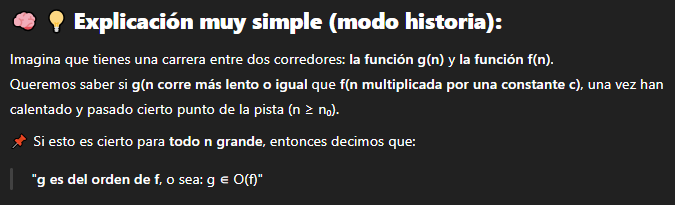 🧠 💡 Explicación muy simple (modo historia):
Imagina que tienes una carrera entre dos corredores: la función g(n) y la función f(n).
Queremos saber si g(n corre más lento o igual que f(n multiplicada por una constante c), una vez han
calentado y pasado cierto punto de la pista (n ≥ n₀).
📌 Si esto es cierto para todo n grande, entonces decimos que:
"g es del orden de f, o sea: g ∈ O(f)"